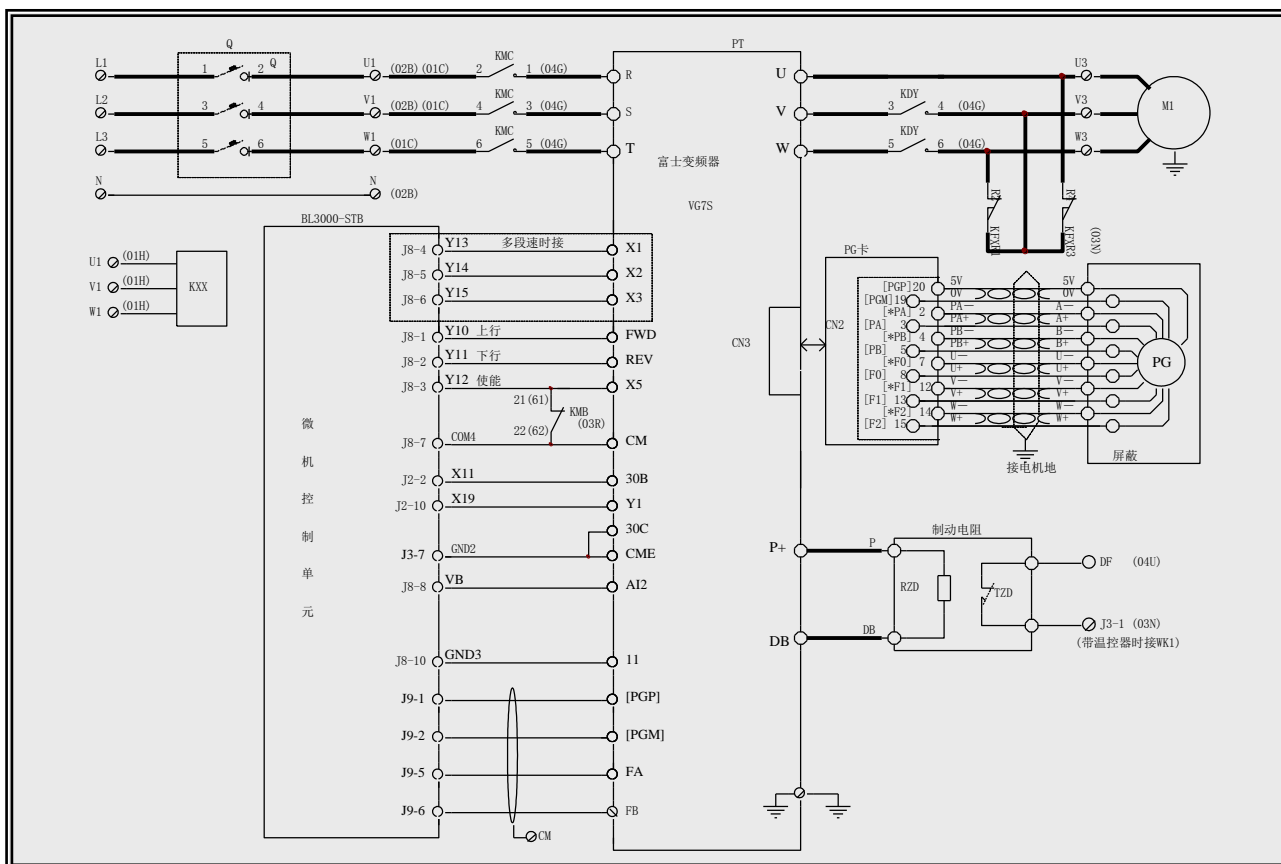 Q
PT
L1
1
2
Q
U1
(02B)(01C)
2
KMC
1
(04G)
R
U
U3
L2
3
4
V1
(02B)(01C)
4
KMC
3
(04G)
S
V
3
KDY
4
(04G)
V3
M1
L3
5
6
W1
(01C)
6
KMC
5
(04G)
T
W
5
KDY
6
(04G)
W3
富士变频器
VG7S
N
N
(02B)
KFXR1
KFXR3
(03N)
BL3000-STB
U1
(01H)
V1
(01H)
W1
(01H)
KXX
J8-4
Y13
多段速时接
X1
J8-5
Y14
X2
J8-6
Y15
X3
J8-1
Y10 上行
FWD
J8-2
Y11 下行
REV
J8-3
Y12 使能
X5
21(61)
KMB
(03R)
22(62)
J8-7
COM4
CM
J2-2
X11
30B
J2-10
X19
Y1
30C
J3-7
GND2
CME
J8-8
VB
AI2
J8-10
GND3
11
J9-1
[PGP]
J9-2
[PGM]
J9-5
FA
J9-6
FB
CM
微机控制单元
CN3
PG卡
CN2
[PGP]20
5V
5V
[PGM]19
0V
0V
[*PA] 2
PA—
A—
[PA] 3
PA+
A+
[*PB] 4
PB—
B—
[PB] 5
PB+
B+
[*F0] 7
U—
U—
[F0] 8
U+
U+
[*F1] 12
V—
V—
[F1] 13
V+
V+
[*F2] 14
W—
W—
[F2] 15
W+
W+
PG
接电机地
屏蔽
制动电阻
P+
P
RZD
TZD
DF (04U)
DB
DB
J3-1 (03N)
(带温控器时接WK1)